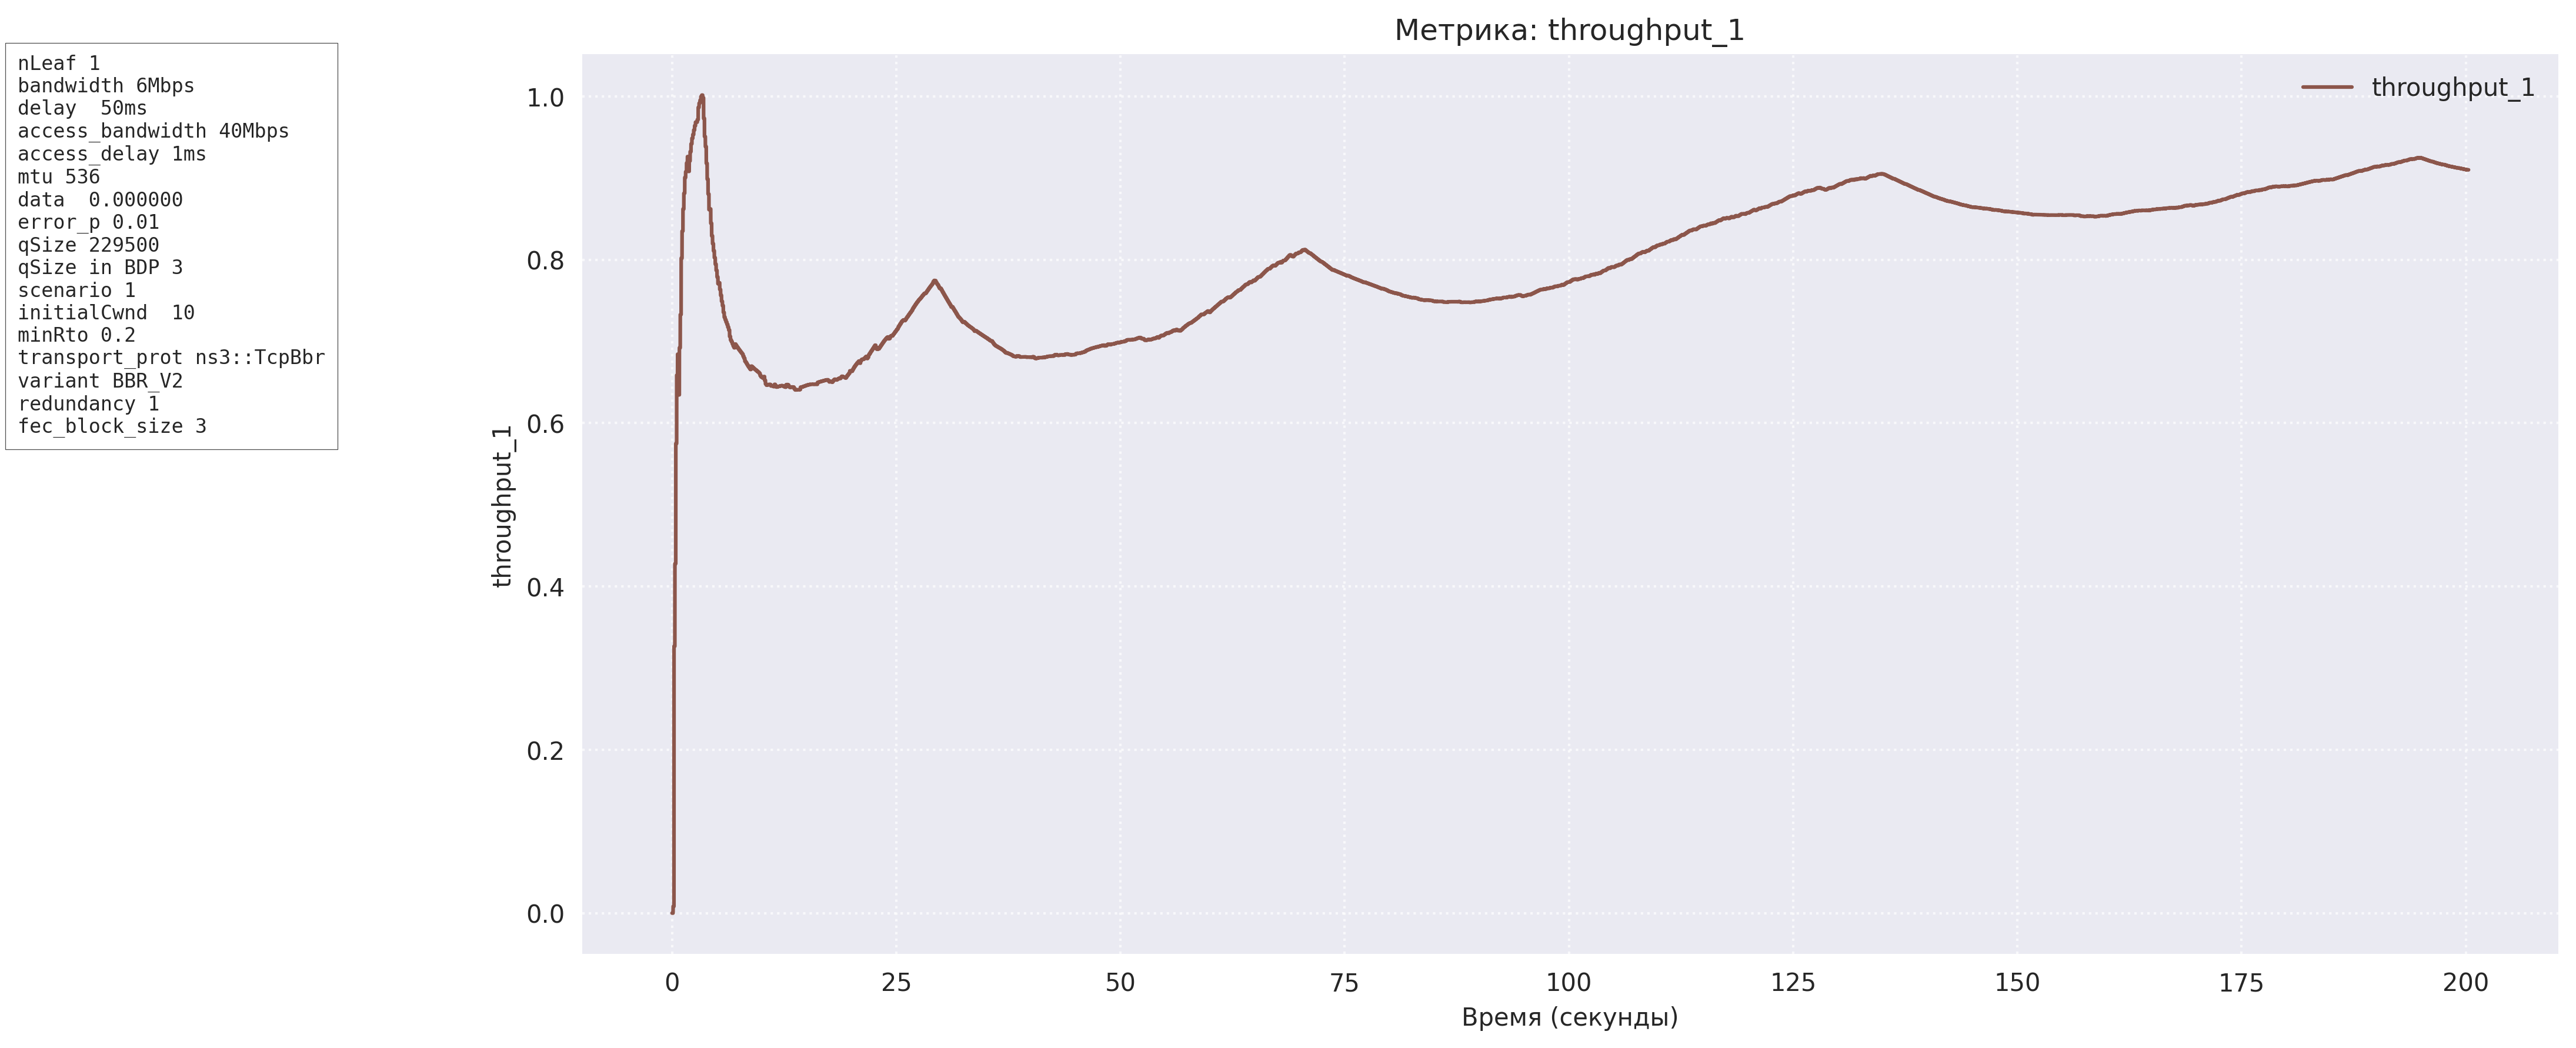 Метрика: throughput_1
nLeaf 1
bandwidth 6Mbps
delay  50ms
access_bandwidth 40Mbps
access_delay 1ms
mtu 536
data  0.000000
error_p 0.01
qSize 229500
qSize in BDP 3
scenario 1
initialCwnd  10
minRto 0.2
transport_prot ns3::TcpBbr
variant BBR_V2
redundancy 1
fec_block_size 3
throughput_1
throughput_1
1.0
0.8
0.6
0.4
0.2
0.0
0 25 50 75 100 125 150 175 200
Время (секунды)